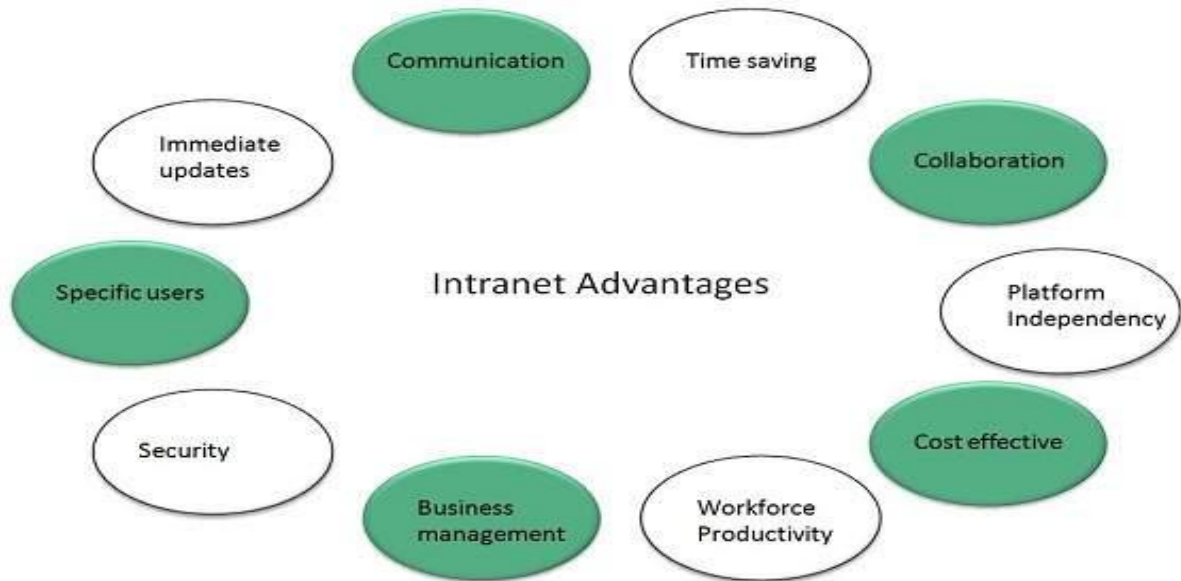 Communication
Time saving
Immediate
updates
Collaboration
Specific users
Intranet Advantages
Platform
Independency
Security
Cost effective
Business
management
Workforce
Productivity